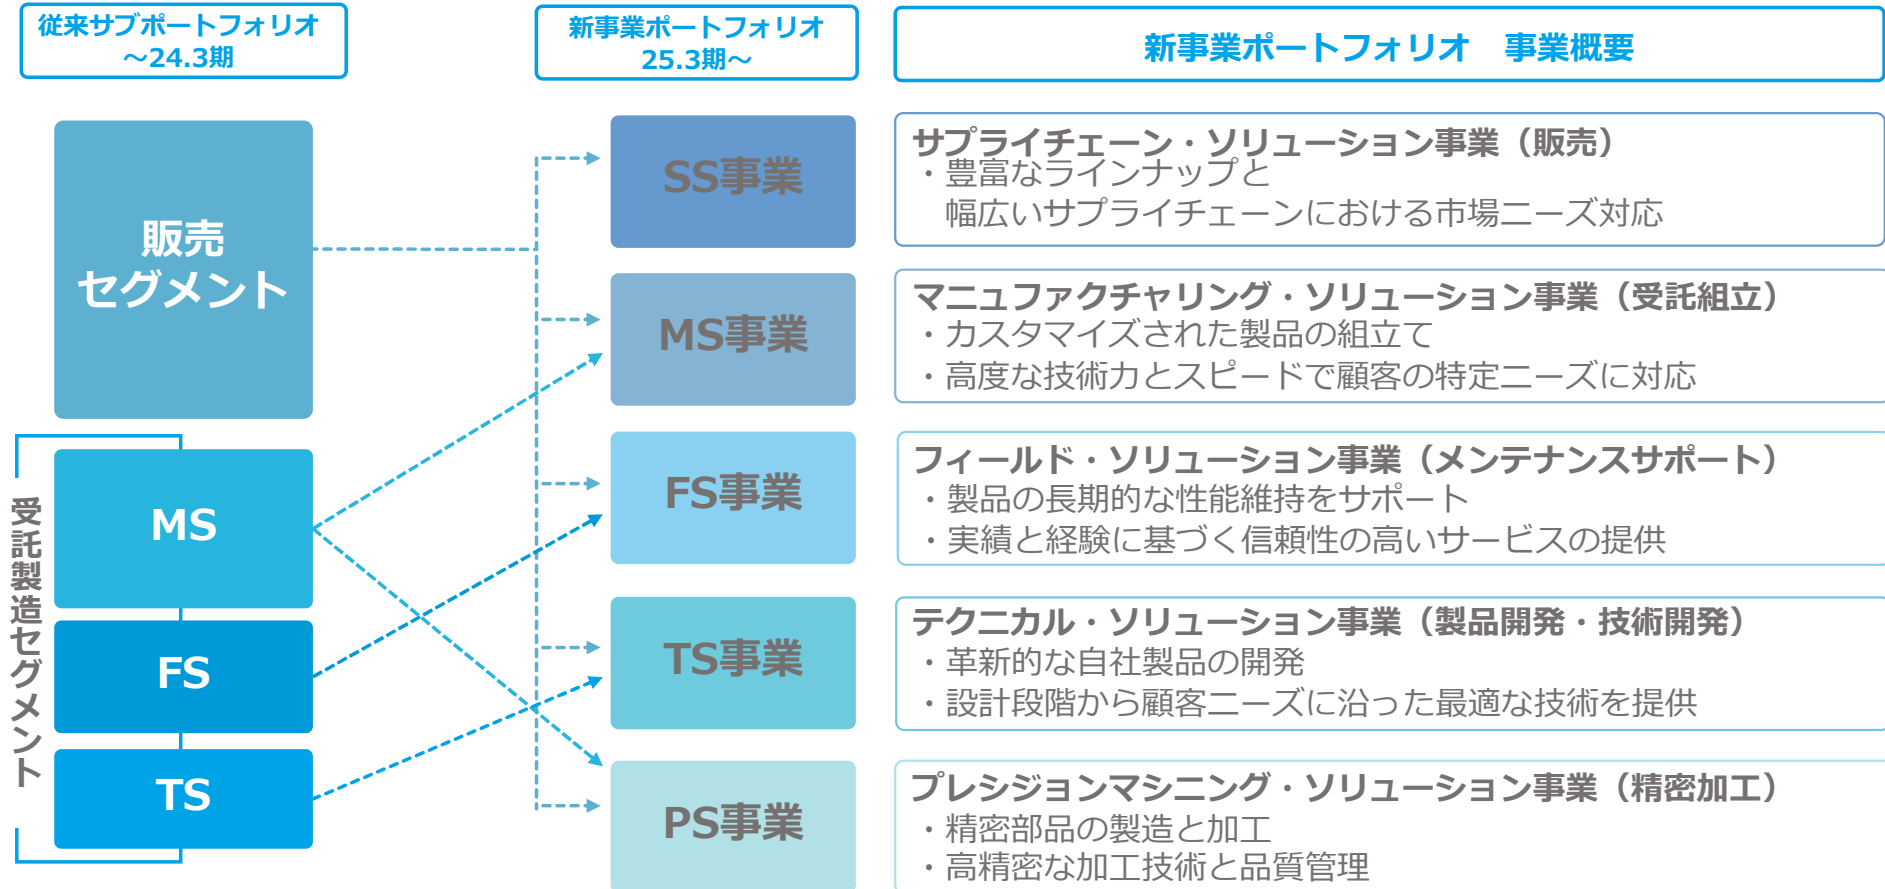 従来サブポートフォリオ
～24.3期
新事業ポートフォリオ
25.3期～
新事業ポートフォリオ　事業概要
販売
セグメント
受託製造セグメント
MS
FS
TS
SS事業
MS事業
FS事業
TS事業
PS事業
サプライチェーン・ソリューション事業（販売）
・豊富なラインナップと
幅広いサプライチェーンにおける市場ニーズ対応
マニュファクチャリング・ソリューション事業（受託組立）
・カスタマイズされた製品の組立て
・高度な技術力とスピードで顧客の特定ニーズに対応
フィールド・ソリューション事業（メンテナンスサポート）
・製品の長期的な性能維持をサポート
・実績と経験に基づく信頼性の高いサービスの提供
テクニカル・ソリューション事業（製品開発・技術開発）
・革新的な自社製品の開発
・設計段階から顧客ニーズに沿った最適な技術を提供
プレシジョンマシニング・ソリューション事業（精密加工）
・精密部品の製造と加工
・高精密な加工技術と品質管理